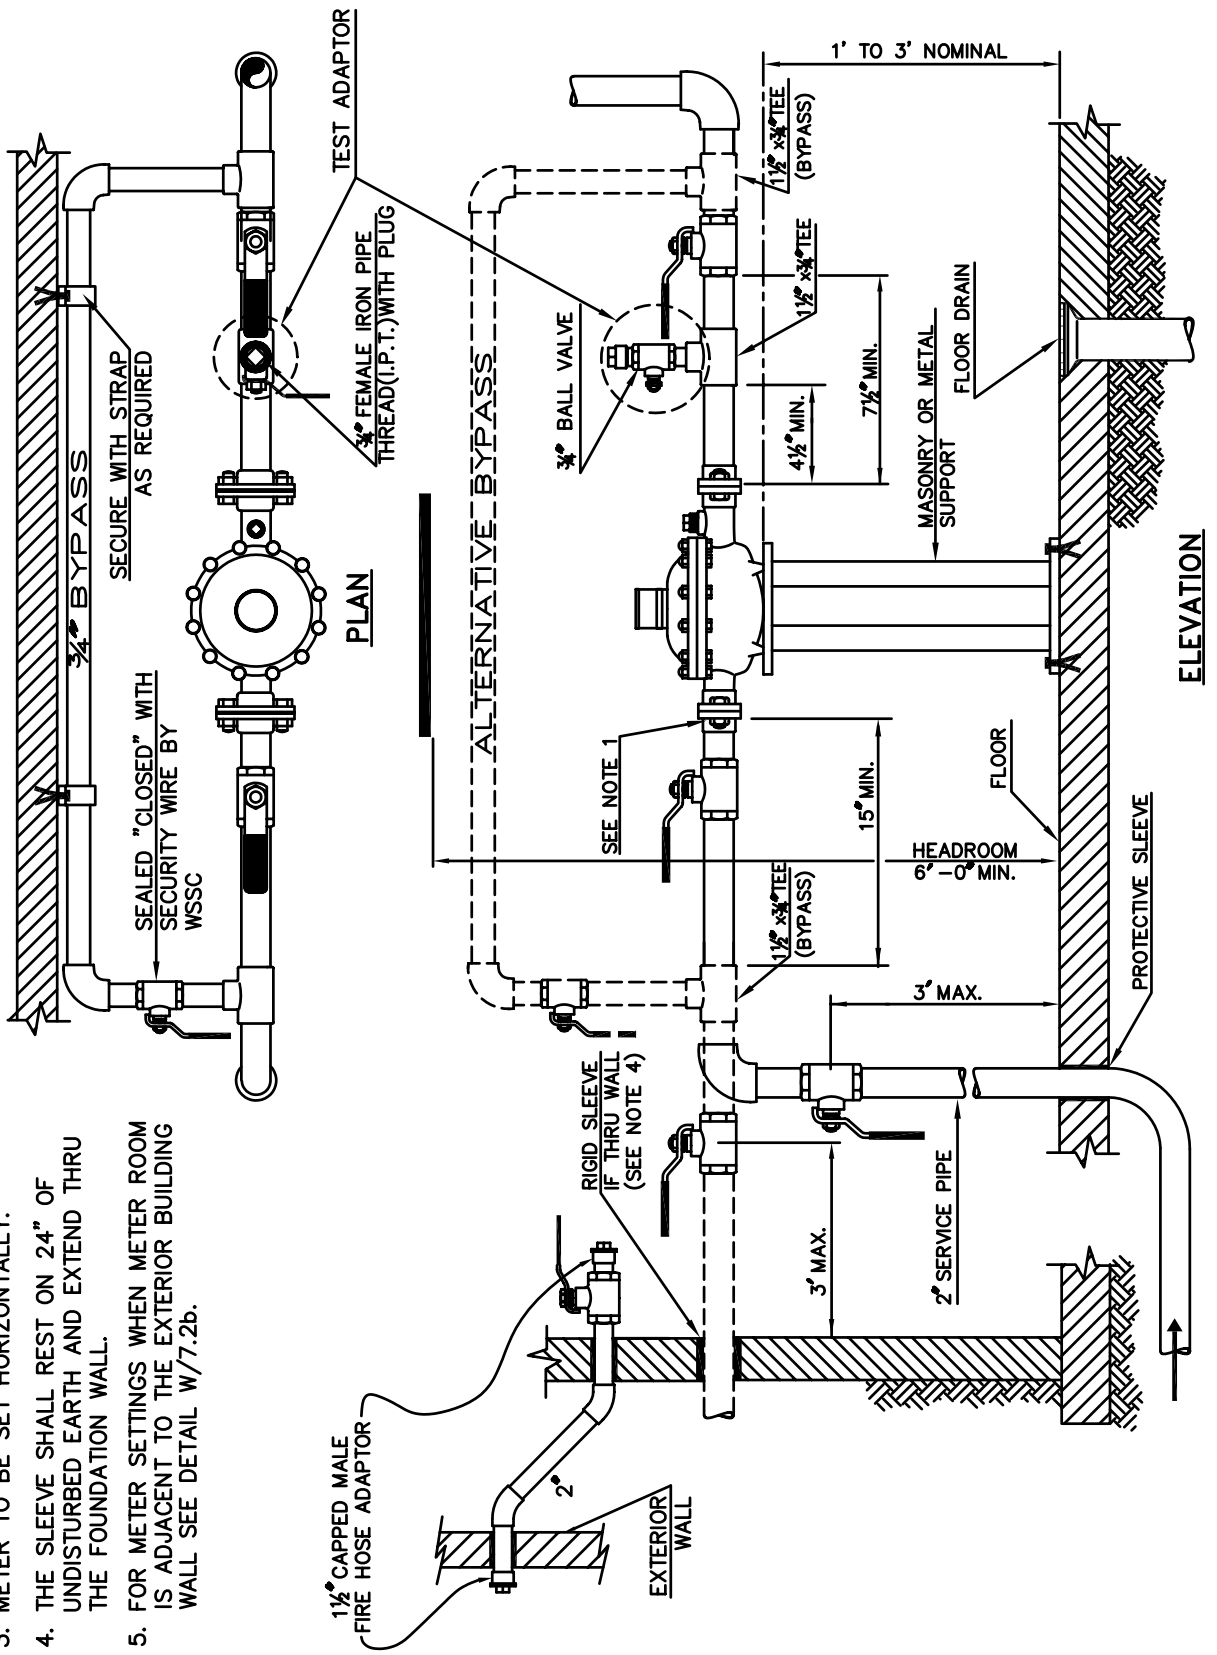 3. METER TO BE SET HORIZONTALLY.
4. THE SLEEVE SHALL REST ON 24" OF
UNDISTURBED EARTH AND EXTEND THRU
THE FOUNDATION WALL.
5. FOR METER SETTINGS WHEN METER ROOM
IS ADJACENT TO THE EXTERIOR BUILDING
WALL SEE DETAIL W/7.2b.
SEALED "CLOSED" WITH
SECURITY WIRE BY
WSSC
3/4" BYPASS
SECURE WITH STRAP
AS REQUIRED
PLAN
3/4" FEMALE IRON PIPE
THREAD(I.P.T.)WITH PLUG
TEST ADAPTOR
1½" CAPPED MALE
FIRE HOSE ADAPTOR
2"
EXTERIOR
WALL
RIGID SLEEVE
IF THRU WALL
(SEE NOTE 4)
ALTERNATIVE BYPASS
SEE NOTE 1
3/4" BALL VALVE
1½"x3/4"TEE
(BYPASS)
1½"x3/4"TEE
1½"x3/4"TEE
(BYPASS)
3' MAX.
2" SERVICE PIPE
3' MAX.
15" MIN.
HEADROOM
6'-0" MIN.
4½" MIN.
7½" MIN.
1' TO 3' NOMINAL
FLOOR
MASONRY OR METAL
SUPPORT
FLOOR DRAIN
PROTECTIVE SLEEVE
ELEVATION